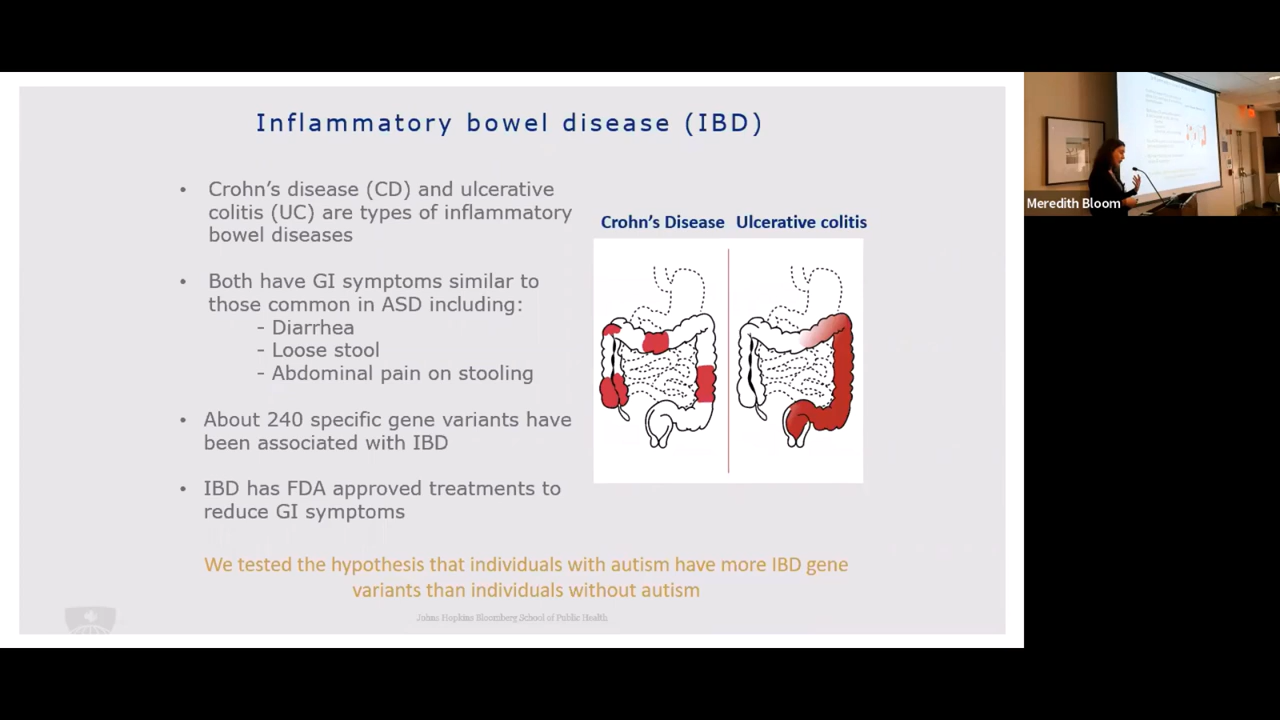 Inflammatory bowel disease (IBD)
• Crohn’s disease (CD) and ulcerative
colitis (UC) are types of inflammatory
bowel diseases
• Both have GI symptoms similar to
those common in ASD including:
- Diarrhea
- Loose stool
- Abdominal pain on stooling
• About 240 specific gene variants have
been associated with IBD
• IBD has FDA approved treatments to
reduce GI symptoms
Crohn’s Disease Ulcerative colitis
We tested the hypothesis that individuals with autism have more IBD gene
variants than individuals without autism
Johns Hopkins Bloomberg School of Public Health
Meredith Bloom